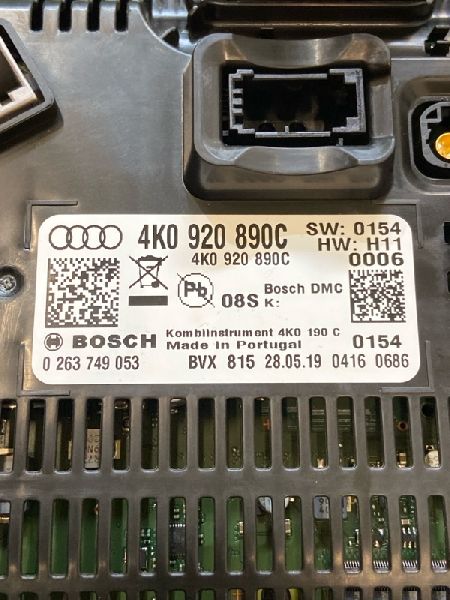 4K0 920 890C SW: 0154
4K0 920 890C HW: H11
0006
Pb 08S Bosch DMC
K:
BOSCH Kombiinstrument 4K0 190 C
Made in Portugal 0154
0 263 749 053 BVX 815 28.05.19 0416 0686